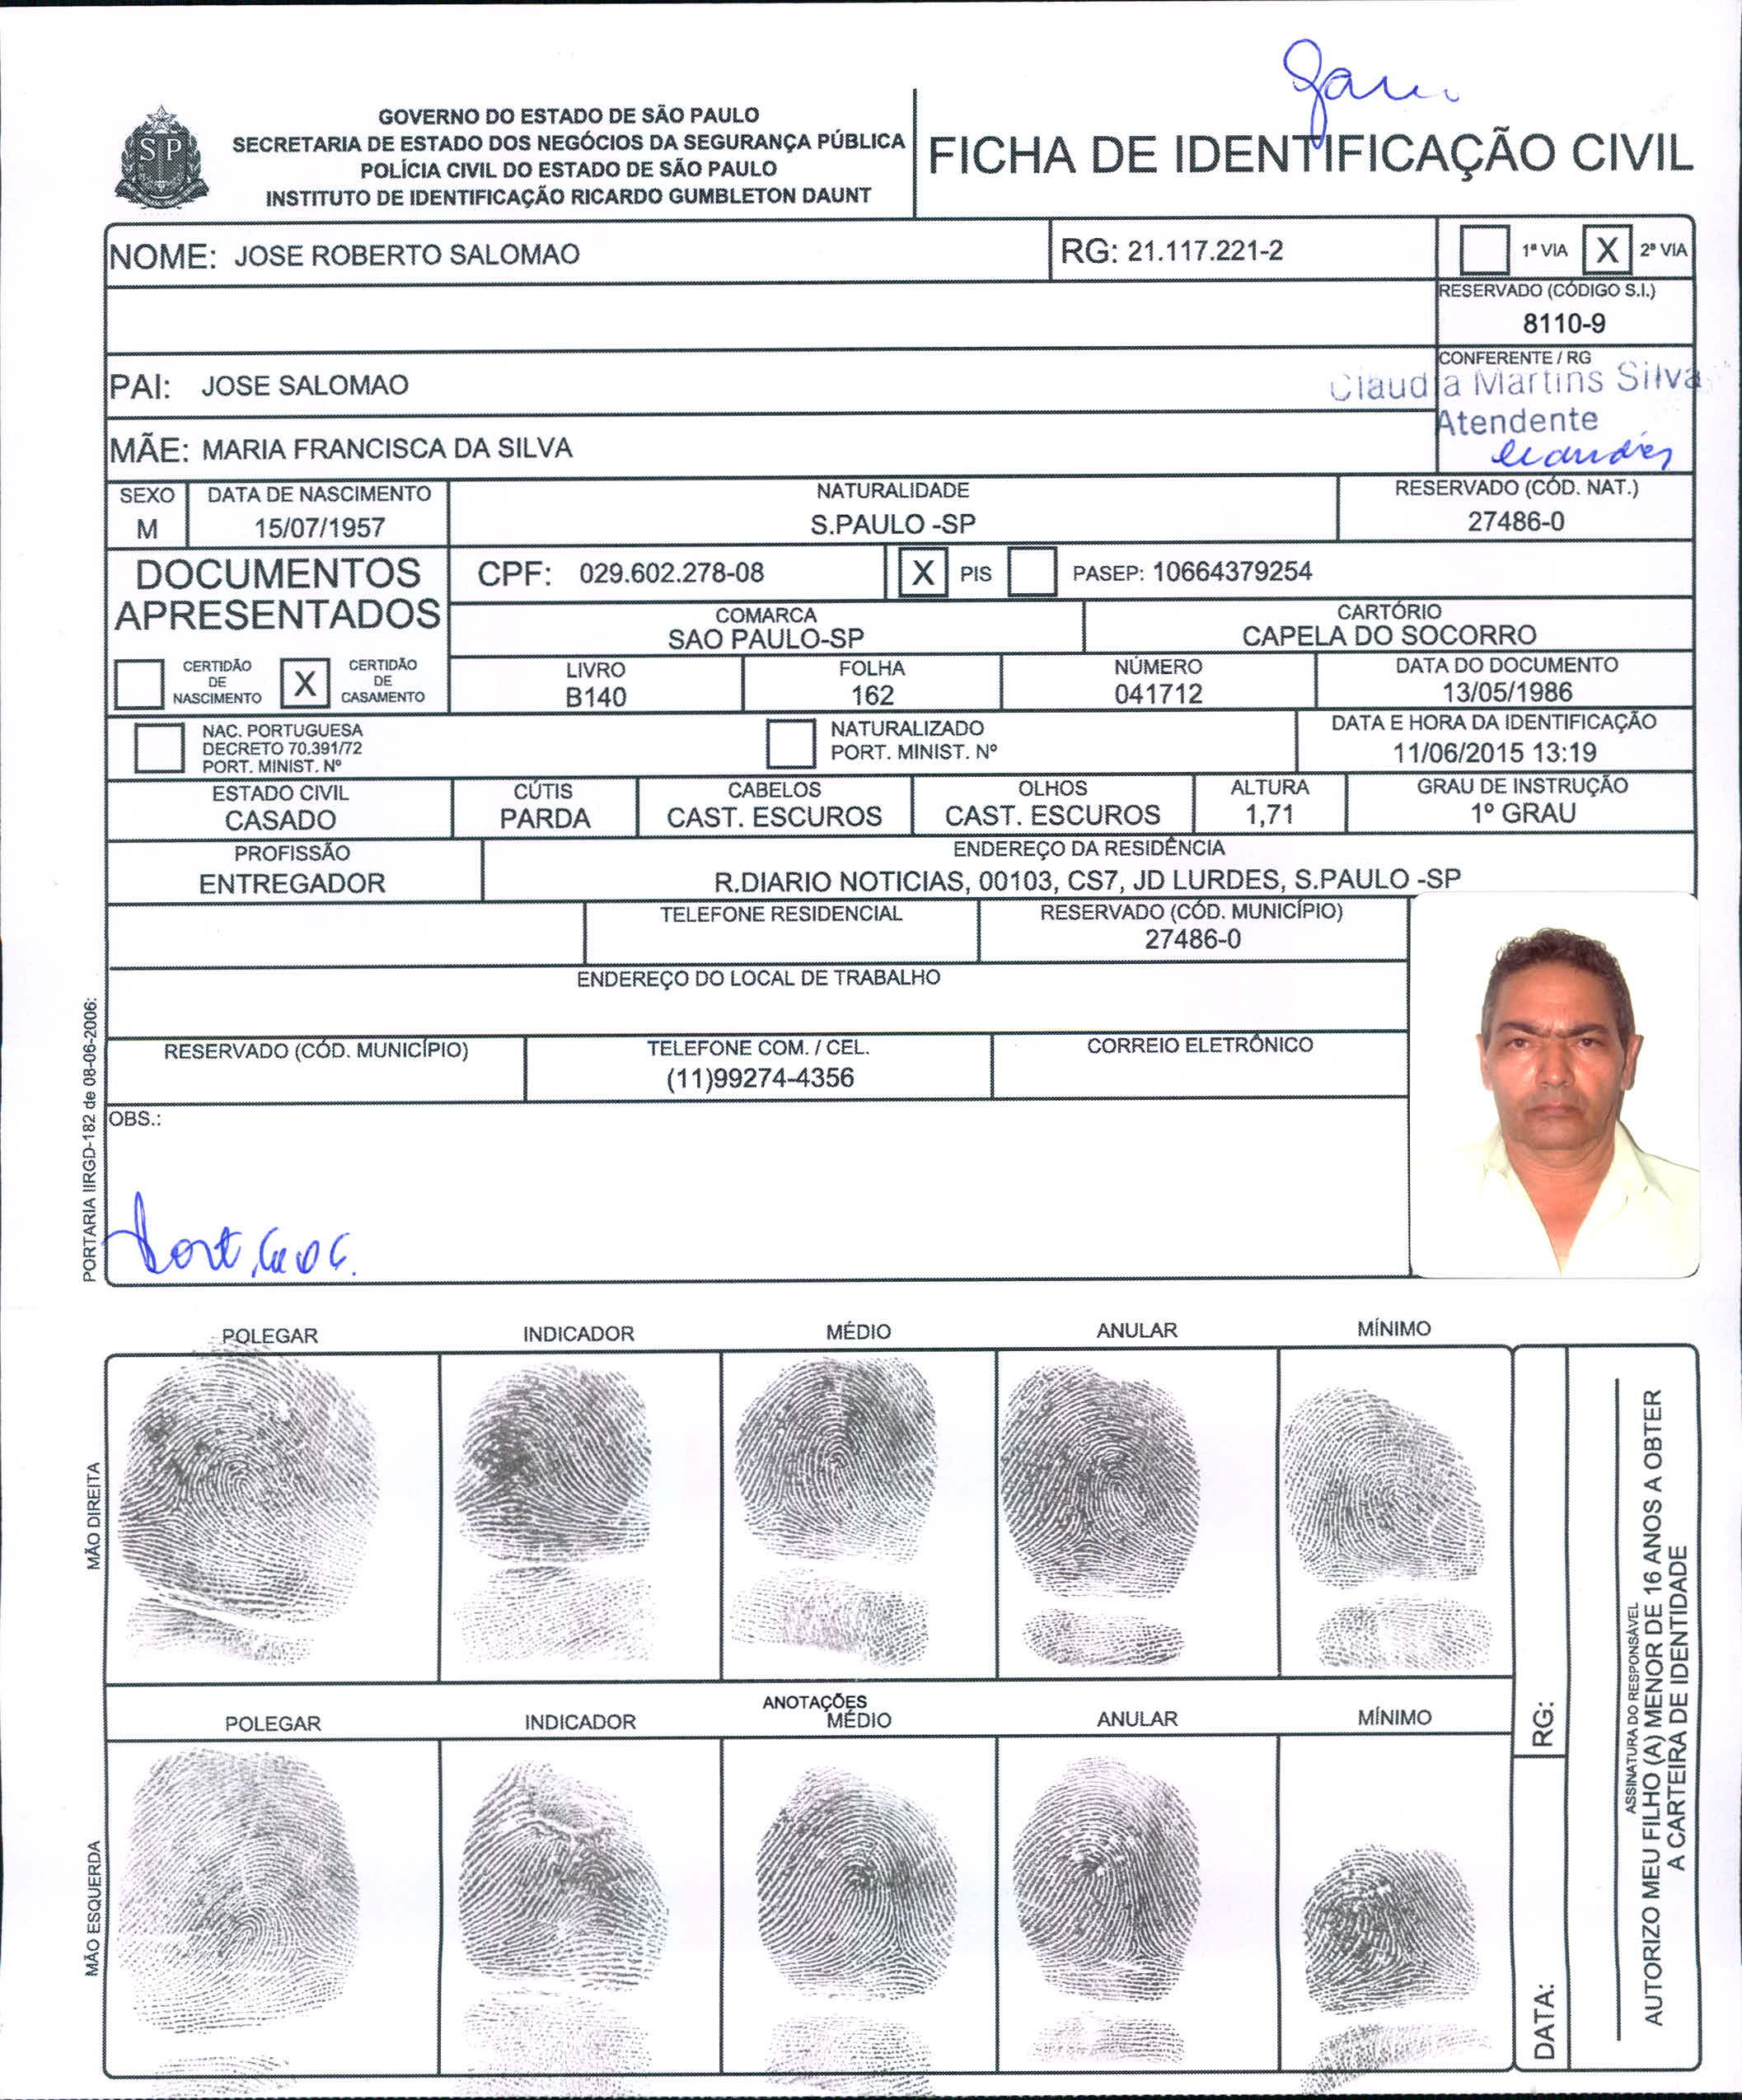 GOVERNO DO ESTADO DE SÃO PAULO
SECRETARIA DE ESTADO DOS NEGÓCIOS DA SEGURANÇA PÚBLICA
POLÍCIA CIVIL DO ESTADO DE SÃO PAULO
INSTITUTO DE IDENTIFICAÇÃO RICARDO GUMBLETON DAUNT
SP
FICHA DE IDENTIFICAÇÃO CIVIL
NOME: JOSE ROBERTO SALOMAO
RG: 21.117.221-2
1ª VIA X 2ª VIA
RESERVADO (CÓDIGO S.I.)
8110-9
PAI: JOSE SALOMAO
CONFERENTE / RG
Claudia Martins Silva
Atendente
MÃE: MARIA FRANCISCA DA SILVA
SEXO DATA DE NASCIMENTO NATURALIDADE RESERVADO (CÓD. NAT.)
M 15/07/1957 S.PAULO -SP 27486-0
DOCUMENTOS
APRESENTADOS
CPF: 029.602.278-08 X PIS PASEP: 10664379254
COMARCA CARTÓRIO
SAO PAULO-SP CAPELA DO SOCORRO
CERTIDÃO
DE
NASCIMENTO
X CERTIDÃO
DE
CASAMENTO
LIVRO FOLHA NÚMERO DATA DO DOCUMENTO
B140 162 041712 13/05/1986
NAC. PORTUGUESA
DECRETO 70.391/72
PORT. MINIST. Nº
NATURALIZADO
PORT. MINIST. Nº
DATA E HORA DA IDENTIFICAÇÃO
11/06/2015 13:19
ESTADO CIVIL CÚTIS CABELOS OLHOS ALTURA GRAU DE INSTRUÇÃO
CASADO PARDA CAST. ESCUROS CAST. ESCUROS 1,71 1º GRAU
PROFISSÃO ENDEREÇO DA RESIDÊNCIA
ENTREGADOR R.DIARIO NOTICIAS, 00103, CS7, JD LURDES, S.PAULO -SP
TELEFONE RESIDENCIAL RESERVADO (CÓD. MUNICÍPIO)
27486-0
ENDEREÇO DO LOCAL DE TRABALHO
RESERVADO (CÓD. MUNICÍPIO) TELEFONE COM. / CEL. CORREIO ELETRÔNICO
(11)99274-4356
OBS.:
PORTARIA IIRGD-182 de 08-06-2006:
POLEGAR INDICADOR MÉDIO ANULAR MÍNIMO
MÃO DIREITA
ANOTAÇÕES
POLEGAR INDICADOR MÉDIO ANULAR MÍNIMO
MÃO ESQUERDA
RG:
DATA:
ASSINATURA DO RESPONSÁVEL
AUTORIZO MEU FILHO (A) MENOR DE 16 ANOS A OBTER
A CARTEIRA DE IDENTIDADE